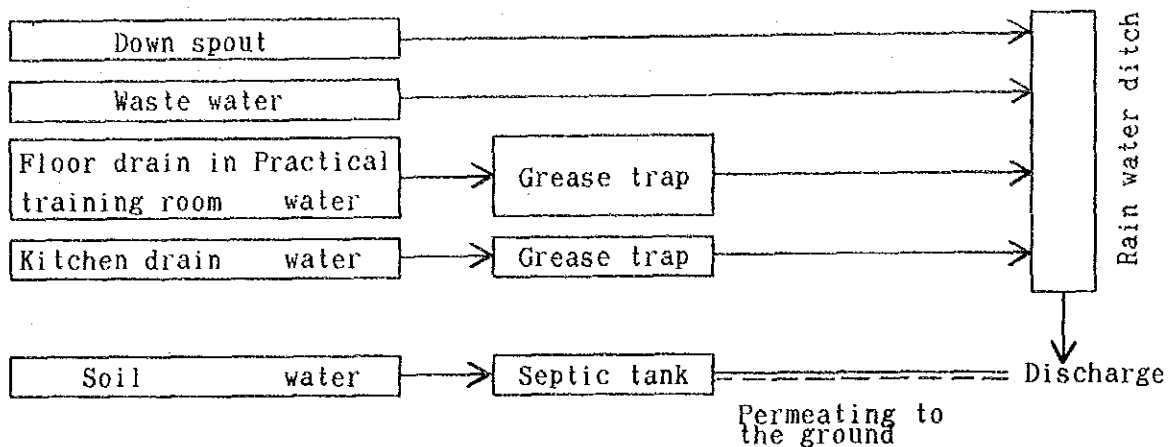 Down spout
Waste water
Floor drain in Practical
training room water
Grease trap
Kitchen drain water
Grease trap
Rain water ditch
Soil water
Septic tank
Discharge
Permeating to
the ground